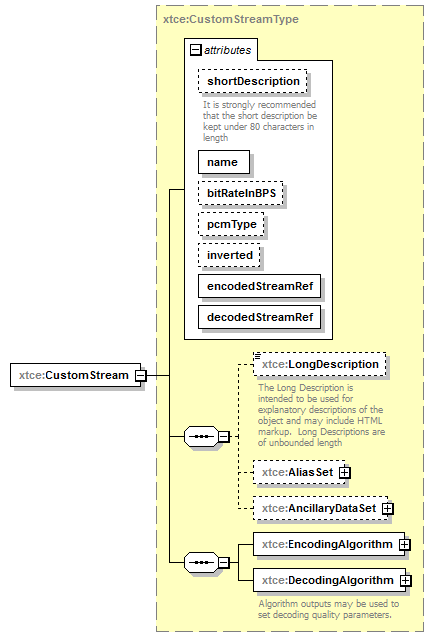 xtce:CustomStreamType
attributes
shortDescription
It is strongly recommended
that the short description be
kept under 80 characters in
length
name
bitRateInBPS
pcmType
inverted
encodedStreamRef
decodedStreamRef
xtce:CustomStream
xtce:LongDescription
The Long Description is
intended to be used for
explanatory descriptions of the
object and may include HTML
markup.  Long Descriptions are
of unbounded length
xtce:AliasSet
xtce:AncillaryDataSet
xtce:EncodingAlgorithm
xtce:DecodingAlgorithm
Algorithm outputs may be used to
set decoding quality parameters.